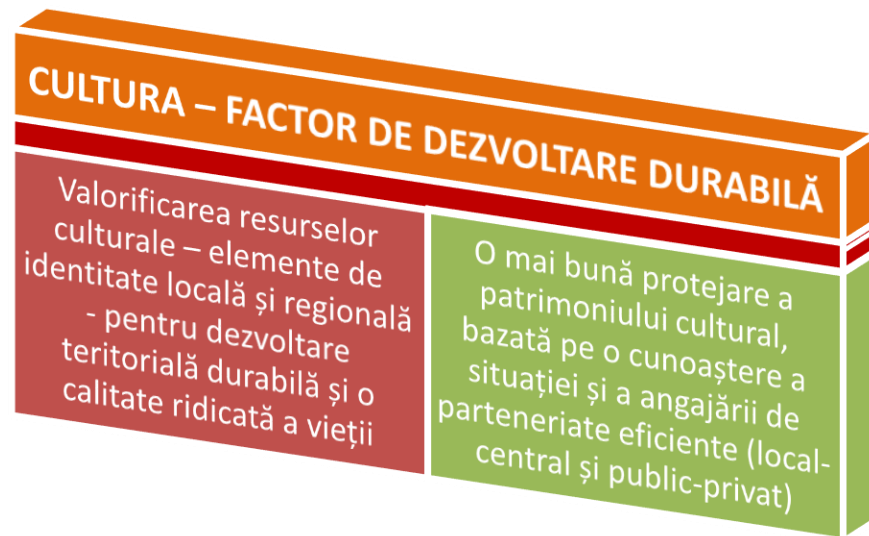 CULTURA – FACTOR DE DEZVOLTARE DURABILĂ
Valorificarea resurselor
culturale – elemente de
identitate locală și regională
- pentru dezvoltare
teritorială durabilă și o
calitate ridicată a vieții
O mai bună protejare a
patrimoniului cultural,
bazată pe o cunoaștere a
situației și a angajării de
parteneriate eficiente (local-
central și public-privat)